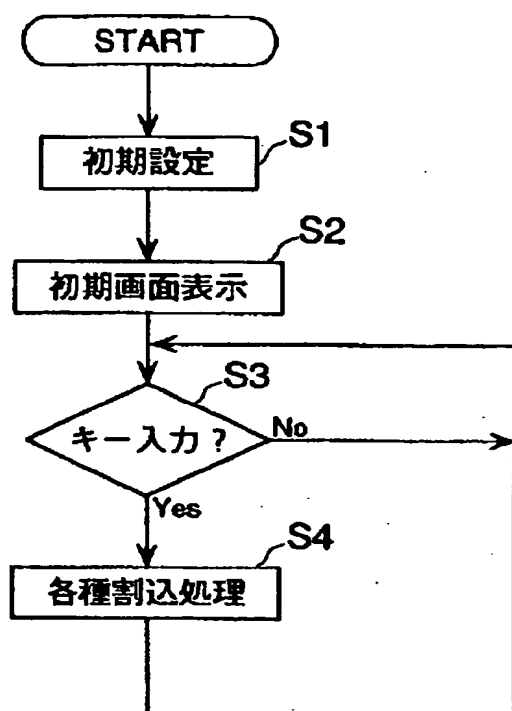 START
S1
初期設定
S2
初期画面表示
S3
キー入力?
No
Yes
S4
各種割込処理